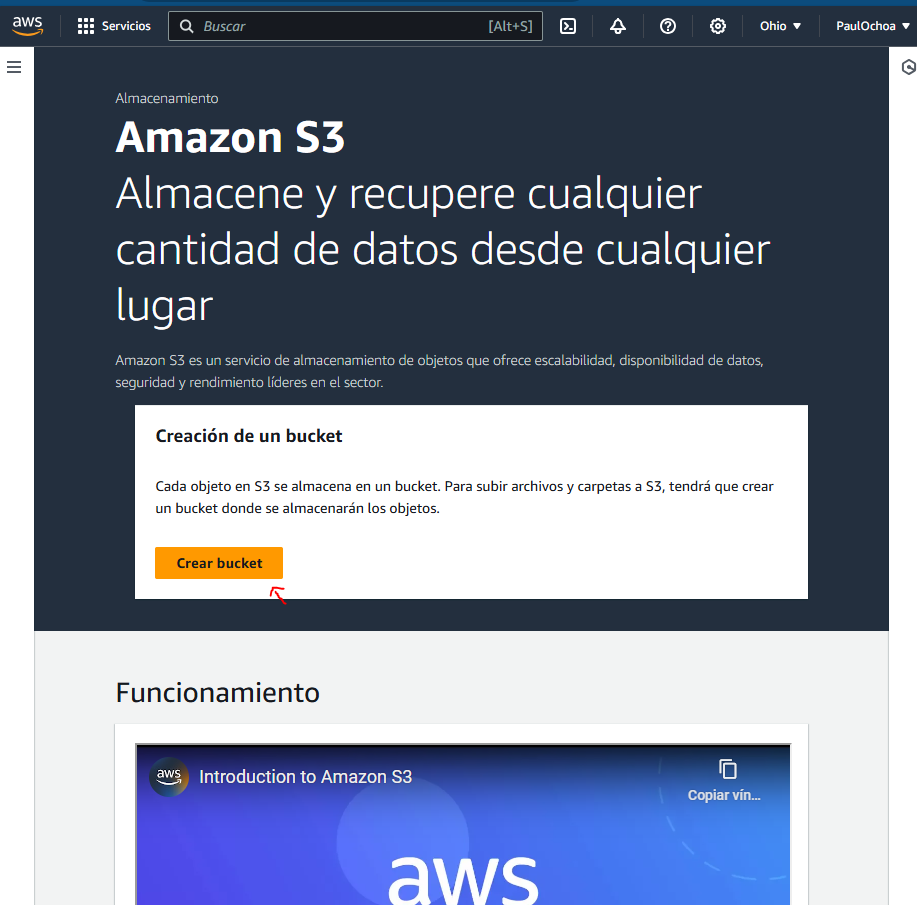 aws
Servicios
Buscar
[Alt+S]
Ohio
PaulOchoa
Almacenamiento
Amazon S3
Almacene y recupere cualquier
cantidad de datos desde cualquier
lugar
Amazon S3 es un servicio de almacenamiento de objetos que ofrece escalabilidad, disponibilidad de datos,
seguridad y rendimiento líderes en el sector.
Creación de un bucket
Cada objeto en S3 se almacena en un bucket. Para subir archivos y carpetas a S3, tendrá que crear
un bucket donde se almacenarán los objetos.
Crear bucket
Funcionamiento
aws
Introduction to Amazon S3
Copiar vín...
aws